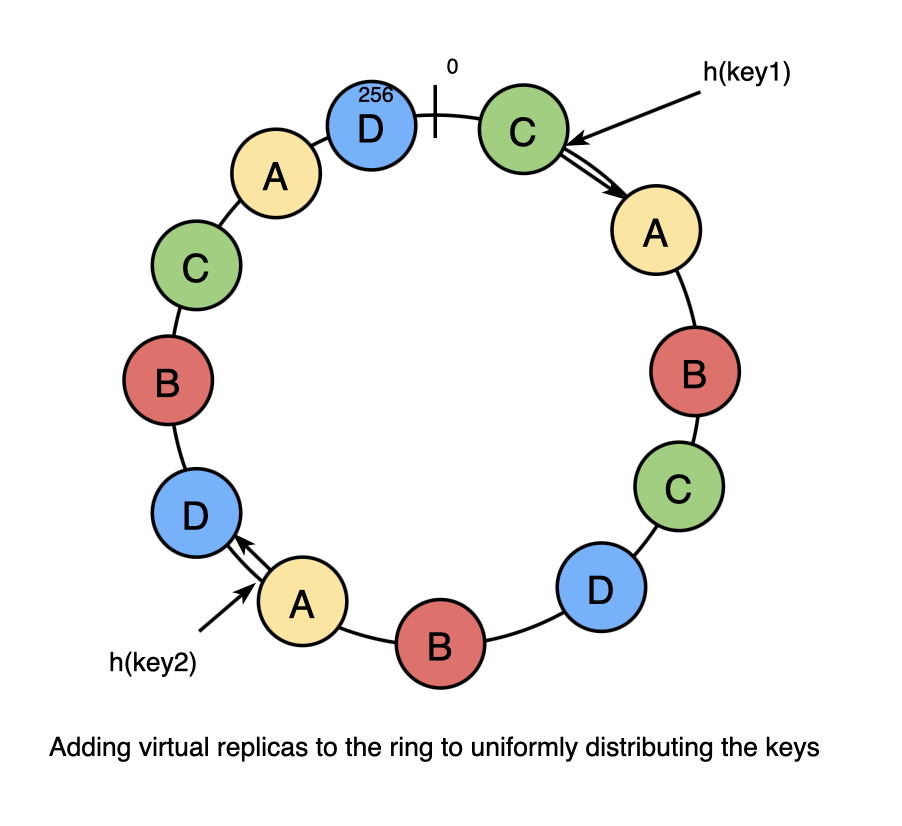 0
h(key1)
256
D
C
A
A
C
B
B
C
D
D
A
B
h(key2)
Adding virtual replicas to the ring to uniformly distributing the keys